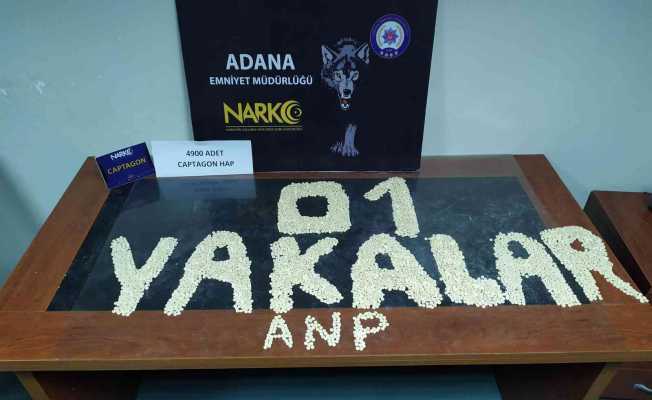 ADANA
EMNİYET MÜDÜRLÜĞÜ
NARKO
NARKO
CAPTAGON
4900 ADET
CAPTAGON HAP
01
YAKALAR
ANP